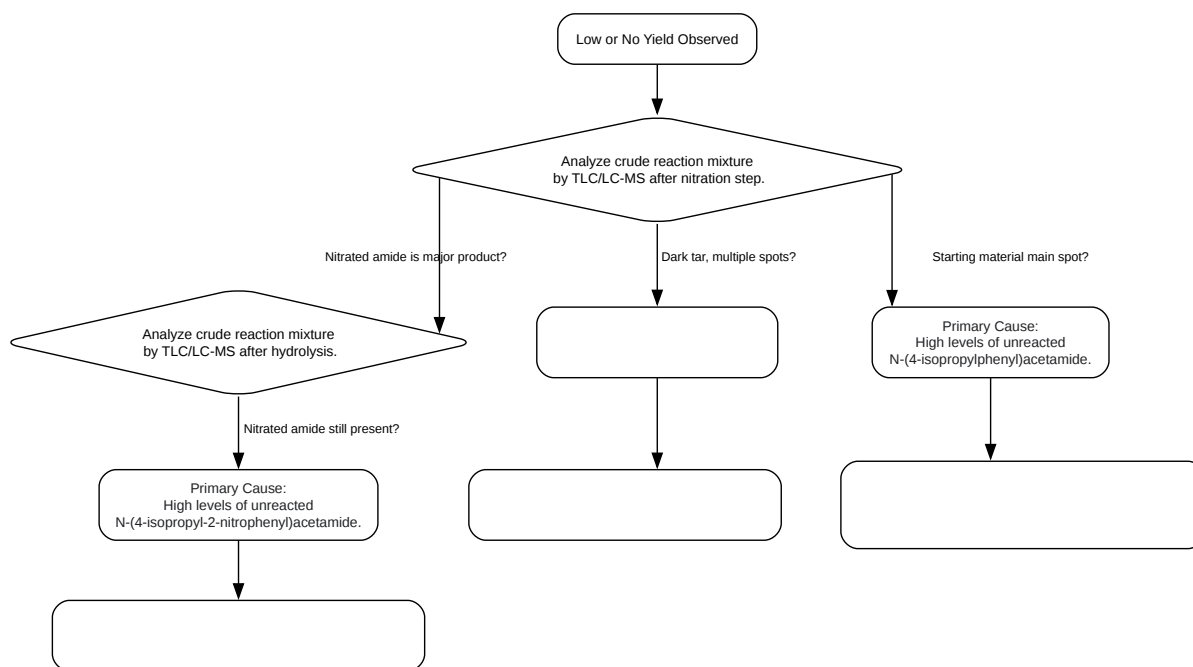 Low or No Yield Observed
Analyze crude reaction mixture
by TLC/LC-MS after nitration step.
Nitrated amide is major product?
Dark tar, multiple spots?
Starting material main spot?
Analyze crude reaction mixture
by TLC/LC-MS after hydrolysis.
Primary Cause:
High levels of unreacted
N-(4-isopropylphenyl)acetamide.
Nitrated amide still present?
Primary Cause:
High levels of unreacted
N-(4-isopropyl-2-nitrophenyl)acetamide.